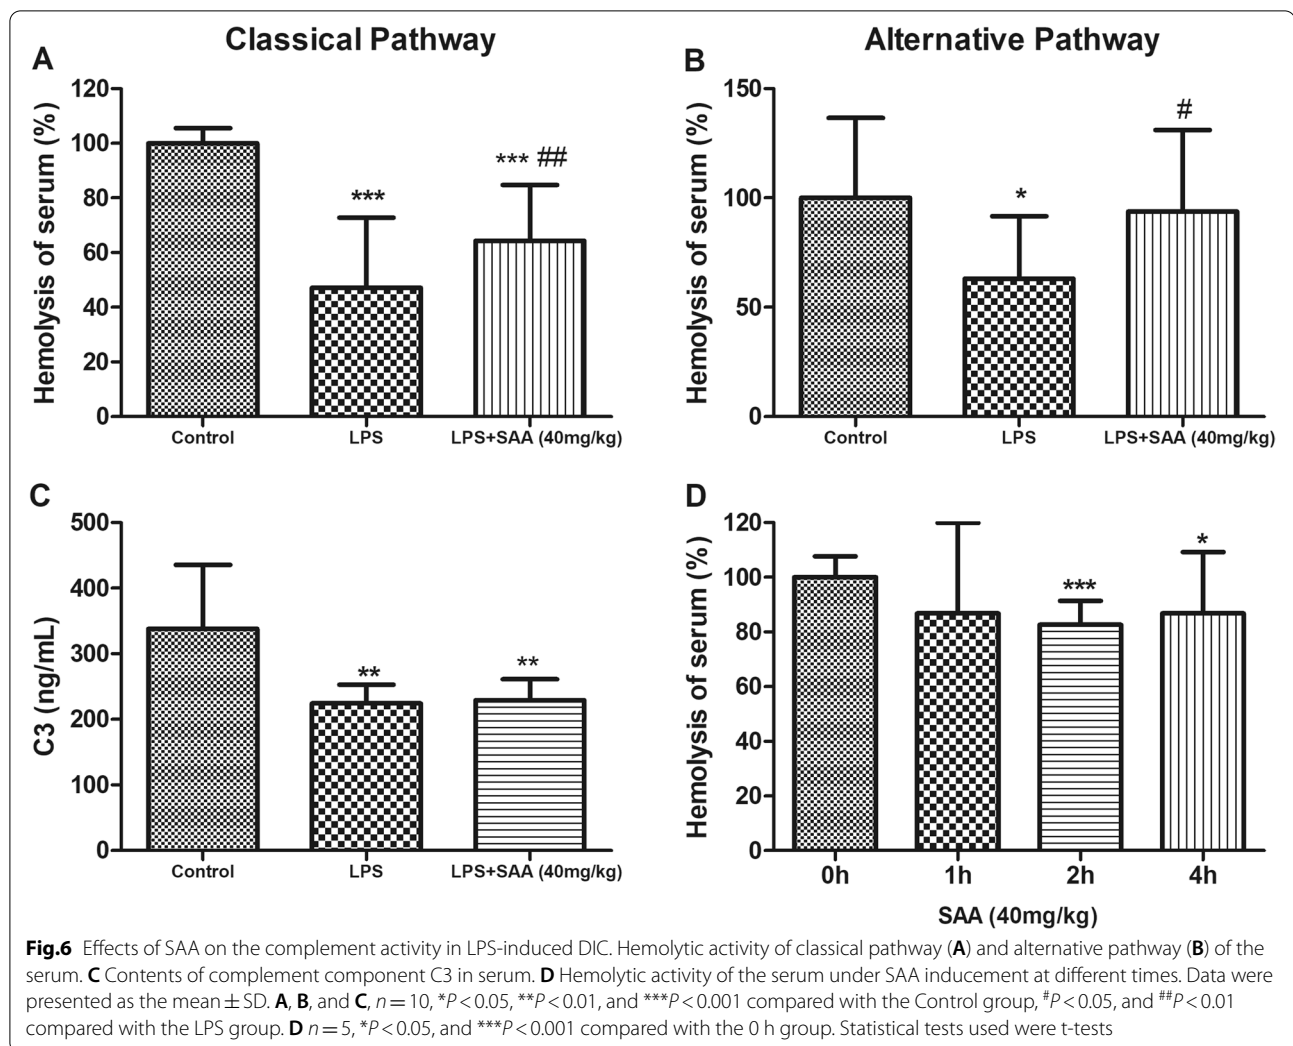 Classical Pathway
Alternative Pathway
A
Hemolysis of serum (%)
120
100
80
60
40
20
0
***
*** ##
Control
LPS
LPS+SAA (40mg/kg)
B
Hemolysis of serum (%)
150
100
50
0
*
#
Control
LPS
LPS+SAA (40mg/kg)
C
C3 (ng/mL)
500
400
300
200
100
0
**
**
Control
LPS
LPS+SAA (40mg/kg)
D
Hemolysis of serum (%)
120
100
80
60
40
20
0
***
*
0h
1h
2h
4h
SAA (40mg/kg)
Fig.6 Effects of SAA on the complement activity in LPS-induced DIC. Hemolytic activity of classical pathway (A) and alternative pathway (B) of the
serum. C Contents of complement component C3 in serum. D Hemolytic activity of the serum under SAA inducement at different times. Data were
presented as the mean ± SD. A, B, and C, n = 10, *P < 0.05, **P < 0.01, and ***P < 0.001 compared with the Control group, #P < 0.05, and ##P < 0.01
compared with the LPS group. D n = 5, *P < 0.05, and ***P < 0.001 compared with the 0 h group. Statistical tests used were t-tests